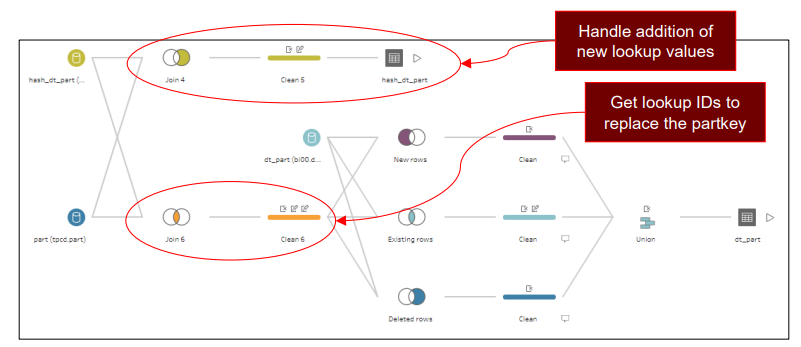 Handle addition of
new lookup values
hash_dt_part (...
Join 4
Clean 5
hash_dt_part
Get lookup IDs to
replace the partkey
dt_part (bi00.d...
New rows
Clean
part (tpcd.part)
Join 6
Clean 6
Existing rows
Clean
Union
dt_part
Deleted rows
Clean